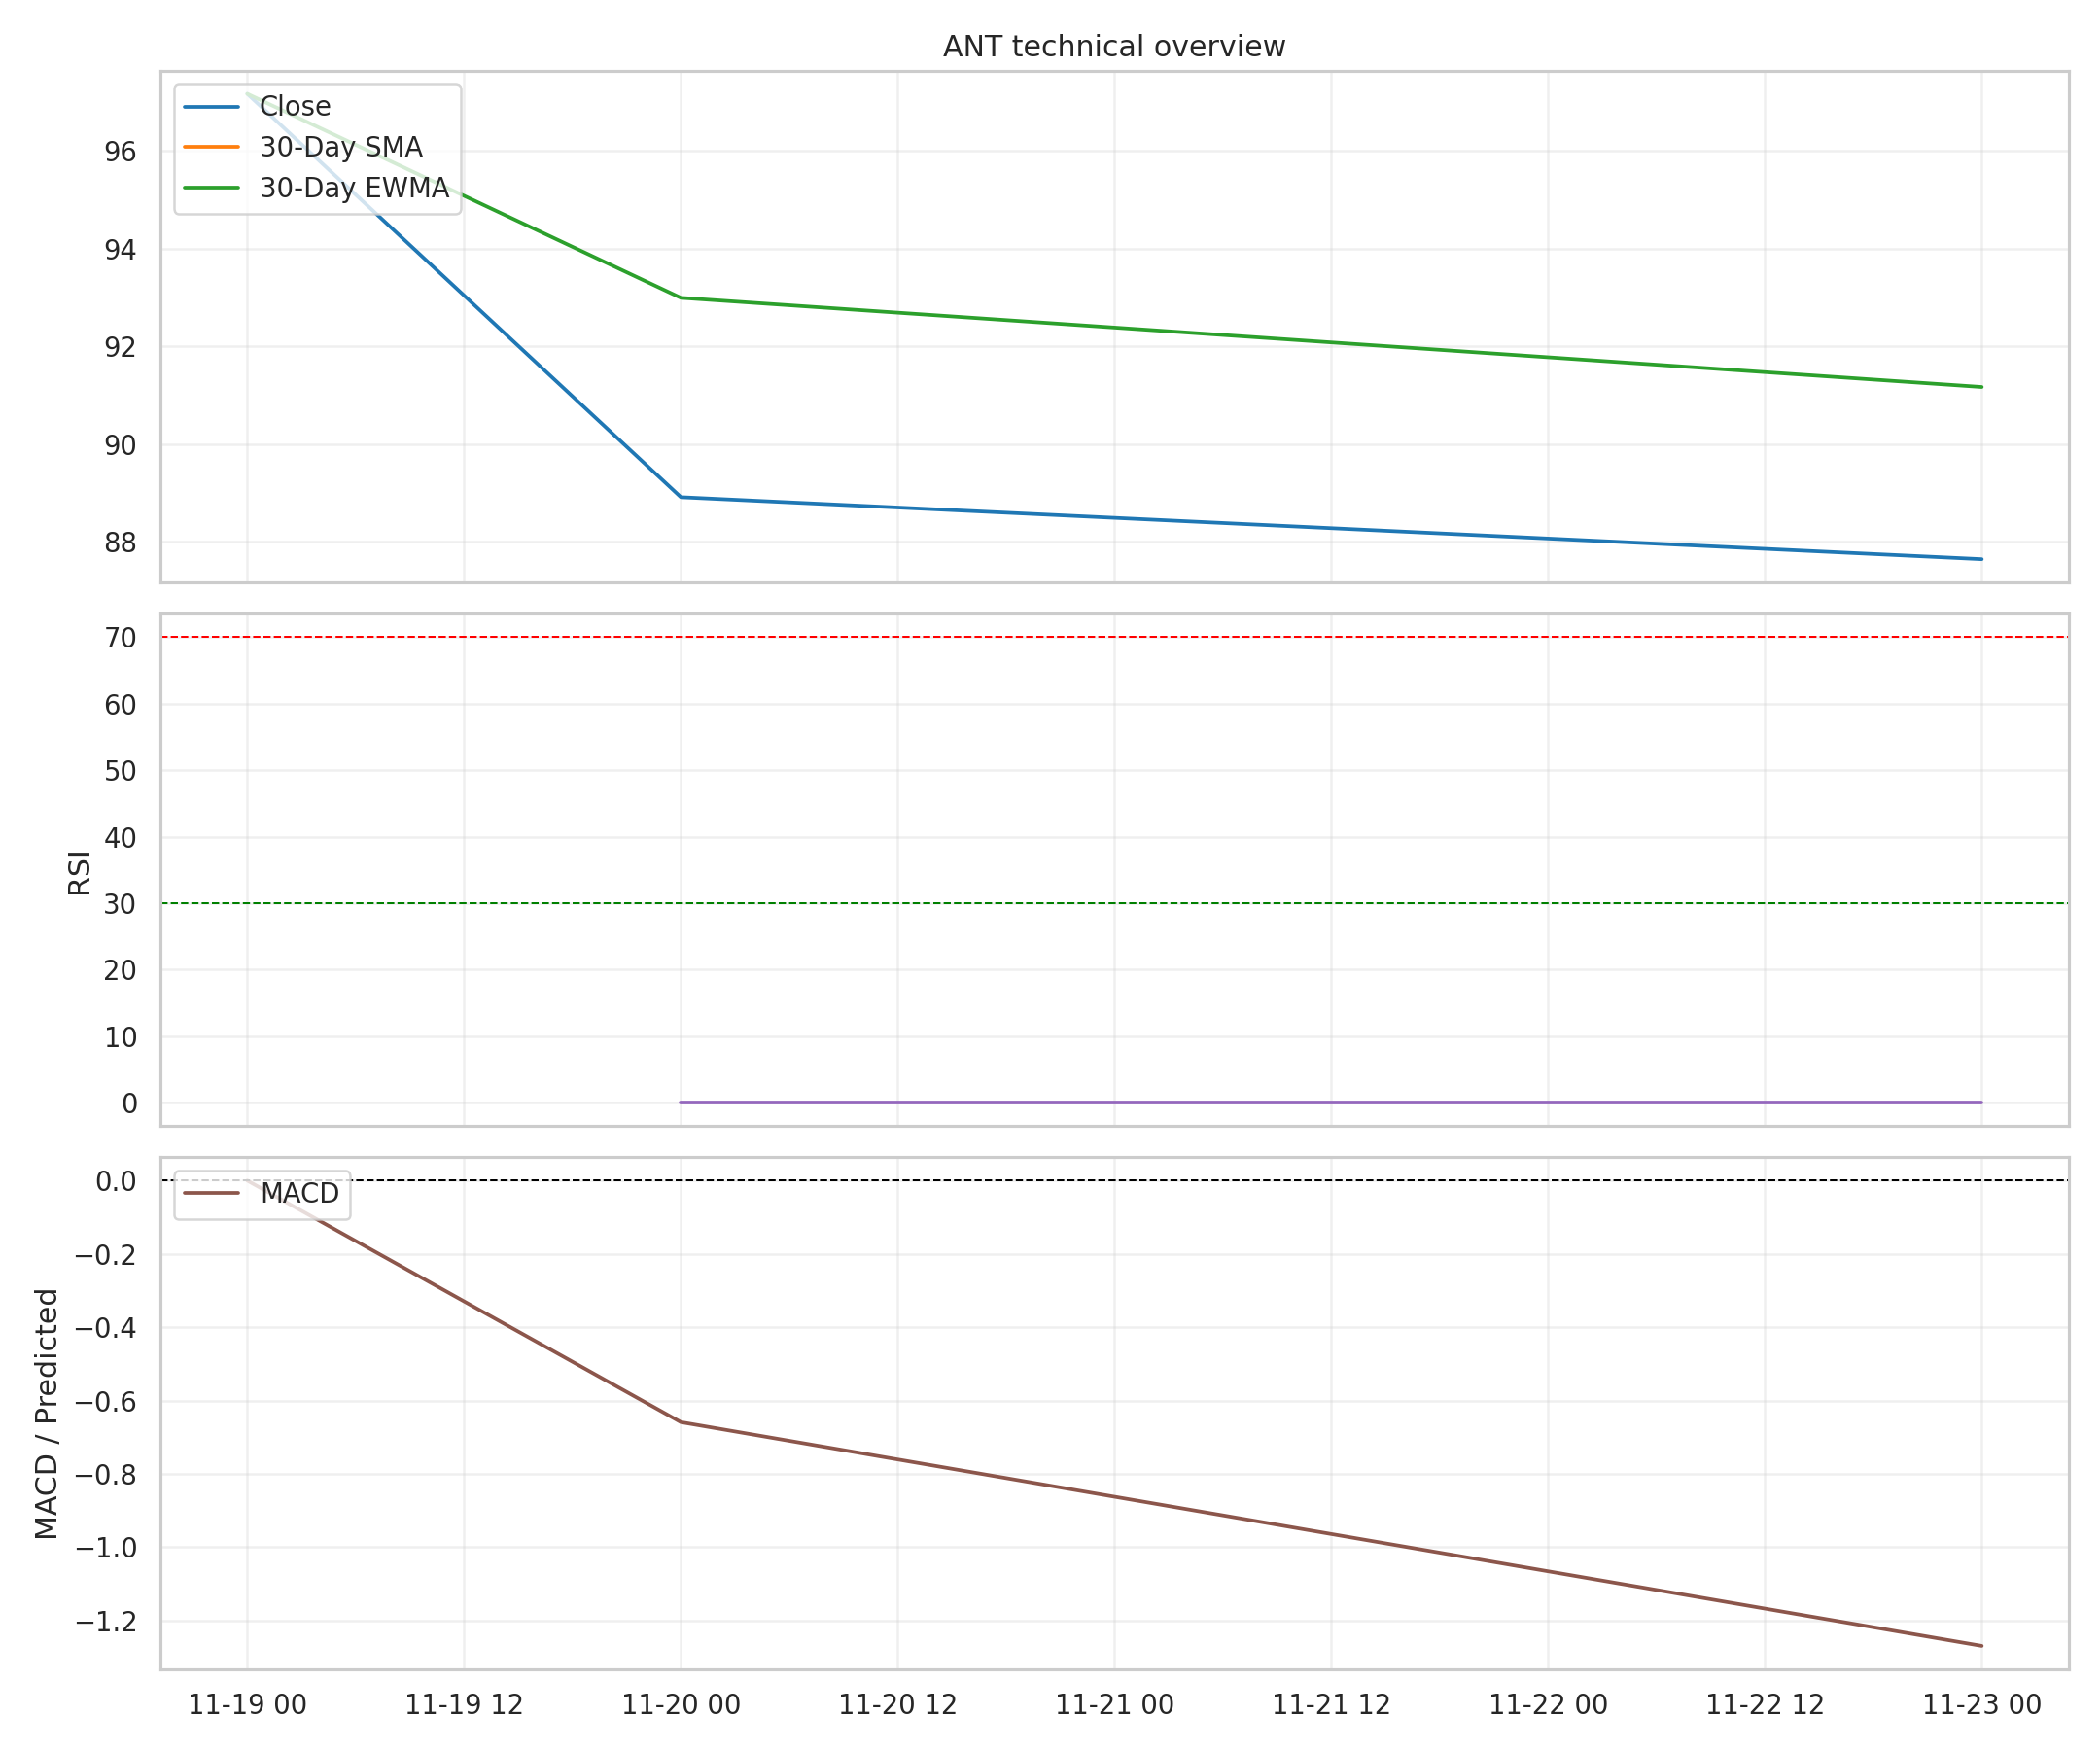 ANT technical overview
Close
30-Day SMA
30-Day EWMA
96
94
92
90
88
RSI
70
60
50
40
30
20
10
0
MACD / Predicted
MACD
0.0
−0.2
−0.4
−0.6
−0.8
−1.0
−1.2
11-19 00 11-19 12 11-20 00 11-20 12 11-21 00 11-21 12 11-22 00 11-22 12 11-23 00